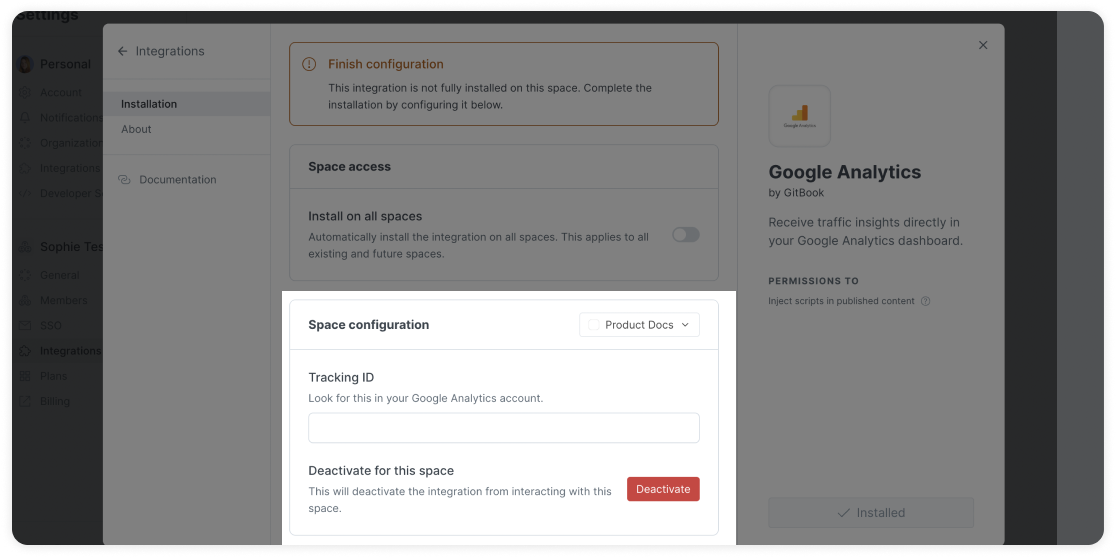 Settings
Personal
Account
Notifications
Organization
Integrations
Developer S
Sophie Tes
General
Members
SSO
Integrations
Plans
Billing
Integrations
Installation
About
Documentation
Finish configuration
This integration is not fully installed on this space. Complete the
installation by configuring it below.
Space access
Install on all spaces
Automatically install the integration on all spaces. This applies to all
existing and future spaces.
Space configuration
Product Docs
Tracking ID
Look for this in your Google Analytics account.
Deactivate for this space
This will deactivate the integration from interacting with this
space.
Deactivate
Google Analytics
Google Analytics
by GitBook
Receive traffic insights directly in
your Google Analytics dashboard.
PERMISSIONS TO
Inject scripts in published content
Installed